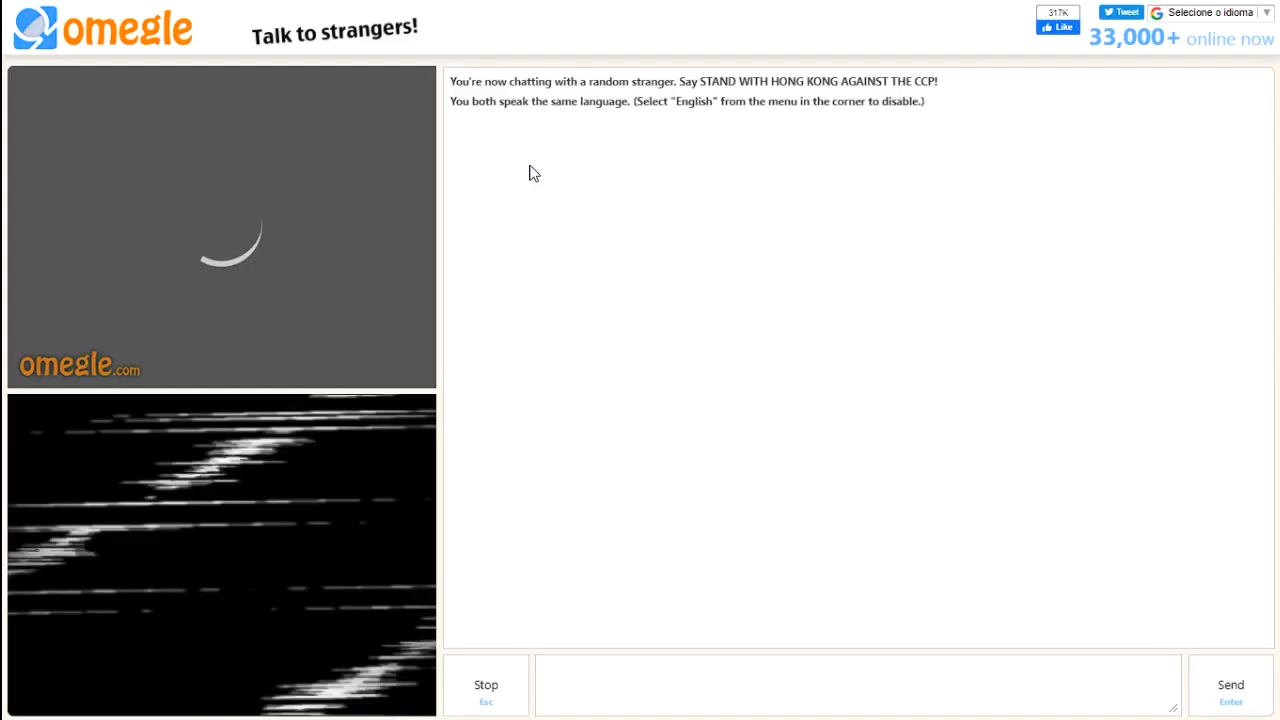 omegle
Talk to strangers!
317K
Like
Tweet
Selecione o idioma
33,000+ online now
You're now chatting with a random stranger. Say STAND WITH HONG KONG AGAINST THE CCP!
You both speak the same language. (Select "English" from the menu in the corner to disable.)
omegle.com
Stop
Esc
Send
Enter